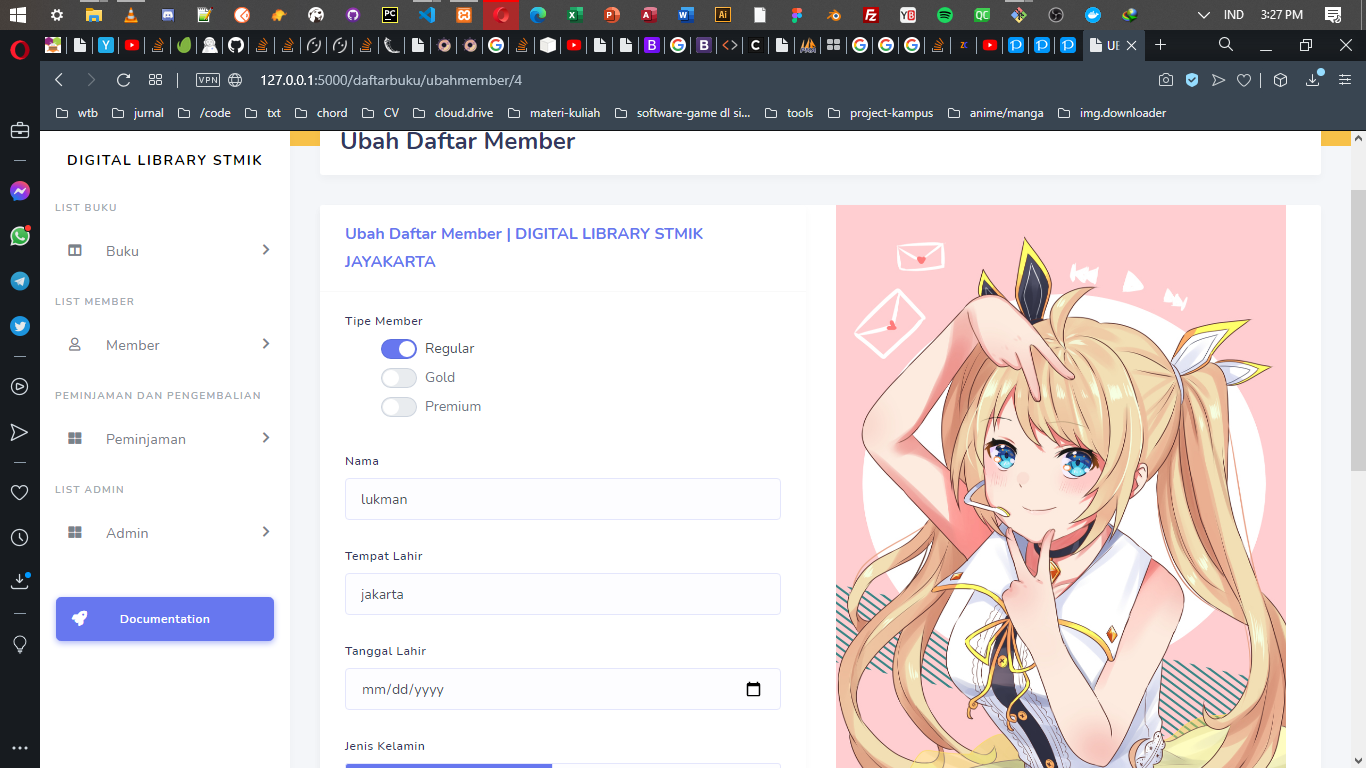 IND
3:27 PM
UB
VPN
127.0.0.1:5000/daftarbuku/ubahmember/4
wtb
jurnal
/code
txt
chord
CV
cloud.drive
materi-kuliah
software-game dl si...
tools
project-kampus
anime/manga
img.downloader
DIGITAL LIBRARY STMIK
LIST BUKU
Buku
LIST MEMBER
Member
PEMINJAMAN DAN PENGEMBALIAN
Peminjaman
LIST ADMIN
Admin
Documentation
Ubah Daftar Member
Ubah Daftar Member | DIGITAL LIBRARY STMIK
JAYAKARTA
Tipe Member
Regular
Gold
Premium
Nama
lukman
Tempat Lahir
jakarta
Tanggal Lahir
mm/dd/yyyy
Jenis Kelamin